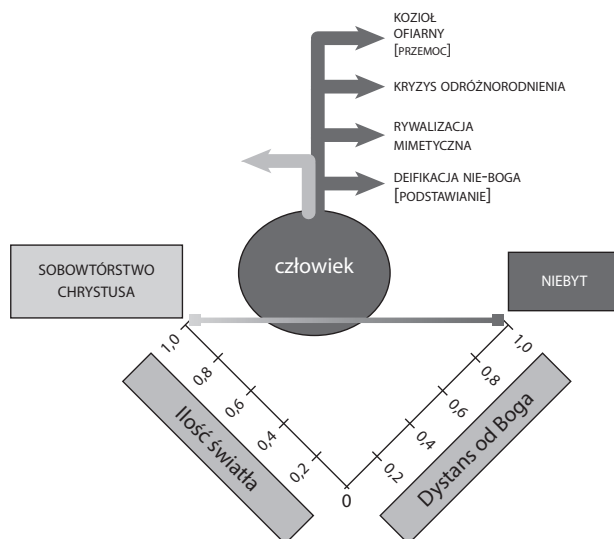 KOZIOŁ
OFIARNY
[PRZEMOC]
KRYZYS ODRÓŻNORODNIENIA
RYWALIZACJA
MIMETYCZNA
DEIFIKACJA NIE-BOGA
[PODSTAWIANIE]
człowiek
SOBOWTÓRSTWO
CHRYSTUSA
NIEBYT
1,0
0,8
0,6
0,4
0,2
0
0,2
0,4
0,6
0,8
1,0
Ilość światła
Dystans od Boga